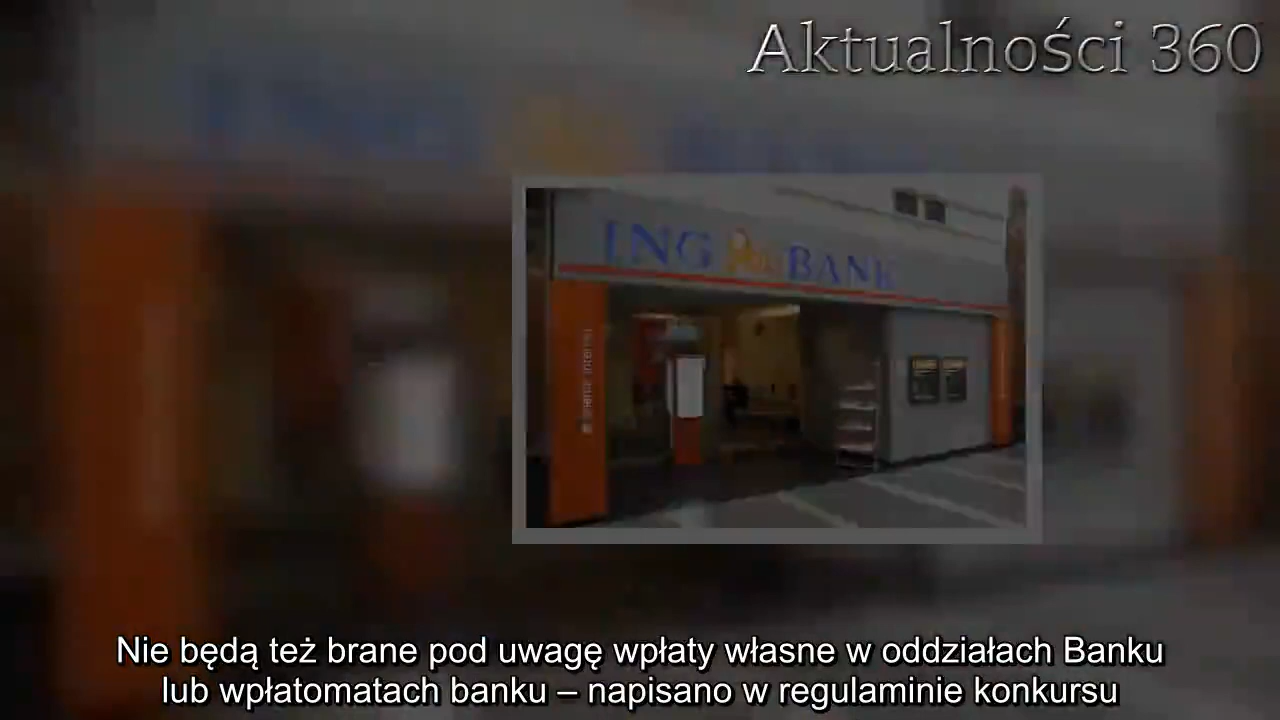 Aktualności 360
ING BANK
Nie będą też brane pod uwagę wpłaty własne w oddziałach Banku
lub wpłatomatach banku – napisano w regulaminie konkursu